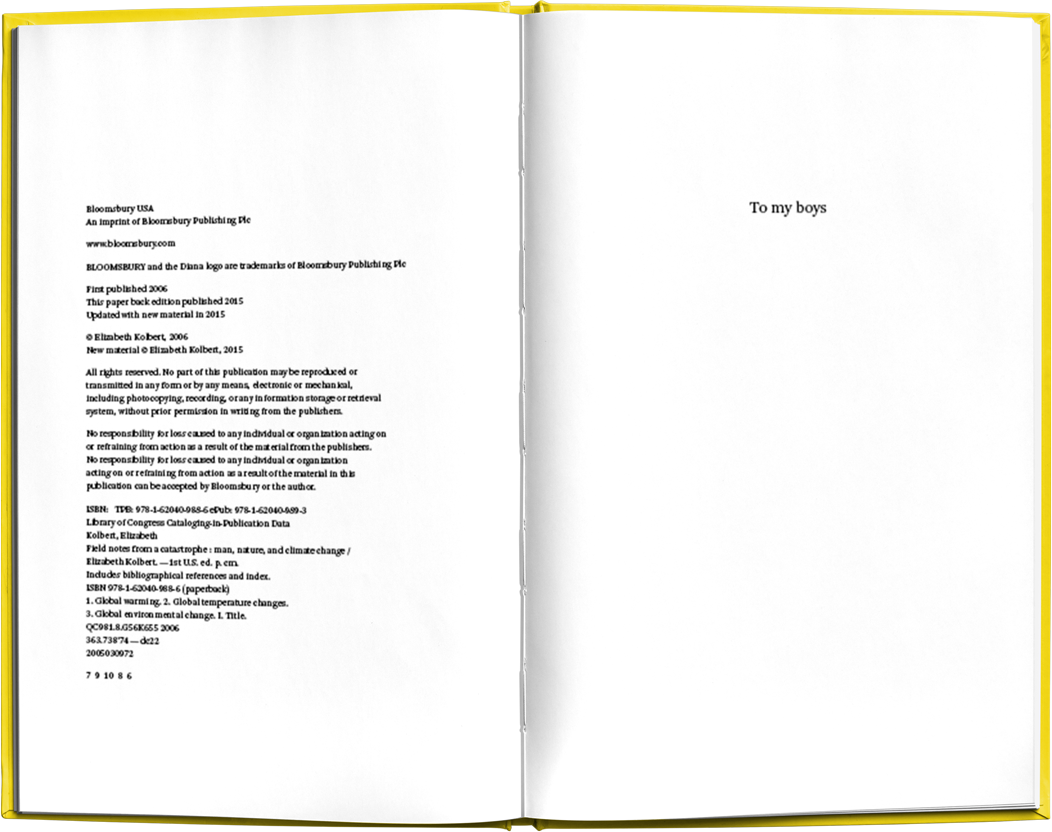 Bloomsbury USA
An imprint of Bloomsbury Publishing Plc
www.bloomsbury.com
BLOOMSBURY and the Diana logo are trademarks of Bloomsbury Publishing Plc
First published 2006
This paper back edition published 2015
Updated with new material in 2015
© Elizabeth Kolbert, 2006
New material © Elizabeth Kolbert, 2015
All rights reserved. No part of this publication may be reproduced or
transmitted in any form or by any means, electronic or mechanical,
including photocopying, recording, or any information storage or retrieval
system, without prior permission in writing from the publishers.
No responsibility for loss caused to any individual or organization acting on
or refraining from action as a result of the material from the publishers.
No responsibility for loss caused to any individual or organization
acting on or refraining from action as a result of the material in this
publication can be accepted by Bloomsbury or the author.
ISBN: TPB: 978-1-62040-988-6 ePub: 978-1-62040-989-3
Library of Congress Cataloging-in-Publication Data
Kolbert, Elizabeth
Field notes from a catastrophe : man, nature, and climate change /
Elizabeth Kolbert. — 1st U.S. ed. p. cm.
Includes bibliographical references and index.
ISBN 978-1-62040-988-6 (paperback)
1. Global warming. 2. Global temperature changes.
3. Global environmental change. I. Title.
QC981.8.G56K655 2006
363.738'74 — dc22
2005030972
7 9 10 8 6
To my boys